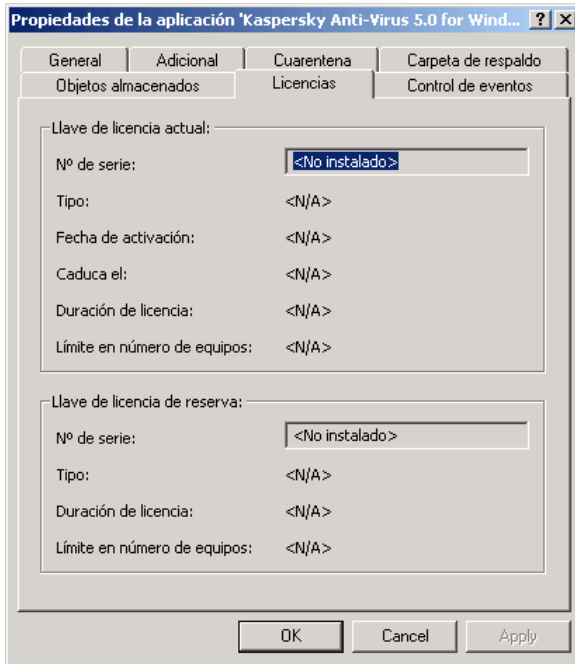 Propiedades de la aplicación 'Kaspersky Anti-Virus 5.0 for Wind... ? x
General Adicional Cuarentena Carpeta de respaldo
Objetos almacenados Licencias Control de eventos
Llave de licencia actual:
Nº de serie: <No instalado>
Tipo: <N/A>
Fecha de activación: <N/A>
Caduca el: <N/A>
Duración de licencia: <N/A>
Límite en número de equipos: <N/A>
Llave de licencia de reserva:
Nº de serie: <No instalado>
Tipo: <N/A>
Duración de licencia: <N/A>
Límite en número de equipos: <N/A>
OK Cancel Apply